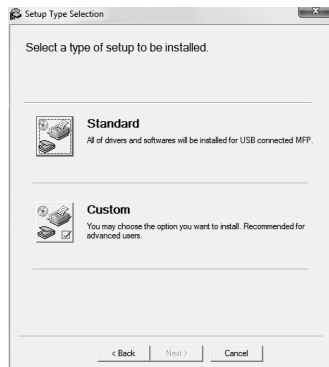 Setup Type Selection
Select a type of setup to be installed.
Standard
All of drivers and softwares will be installed for USB connected MFP.
Custom
You may choose the option you want to install. Recommended for
advanced users.
< Back Next > Cancel